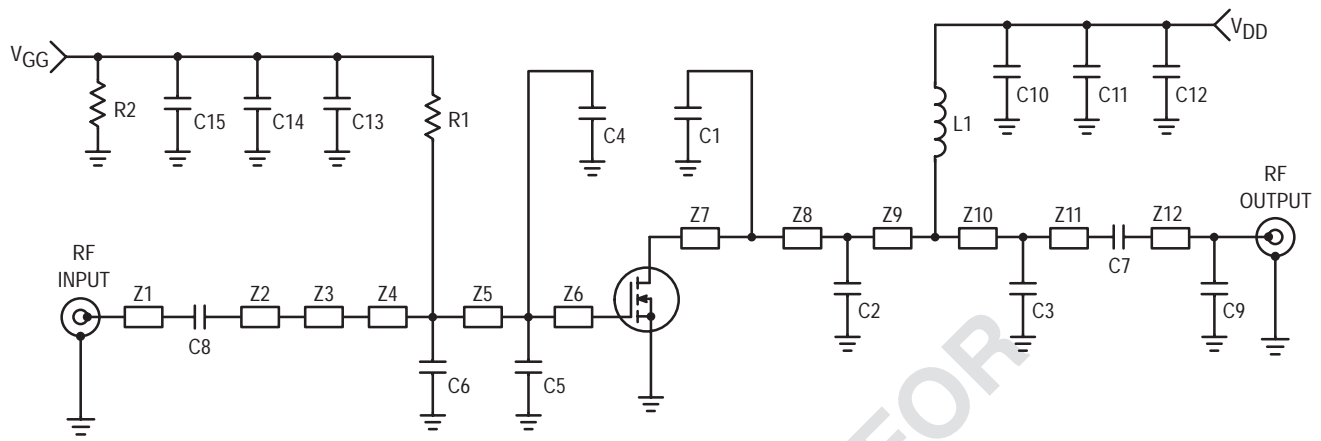 VGG
R2
C15
C14
C13
R1
C4
C1
L1
C10
C11
C12
VDD
RF
INPUT
Z1
C8
Z2
Z3
Z4
Z5
Z6
C6
C5
Z7
Z8
Z9
Z10
Z11
C7
Z12
C2
C3
C9
RF
OUTPUT
FOR